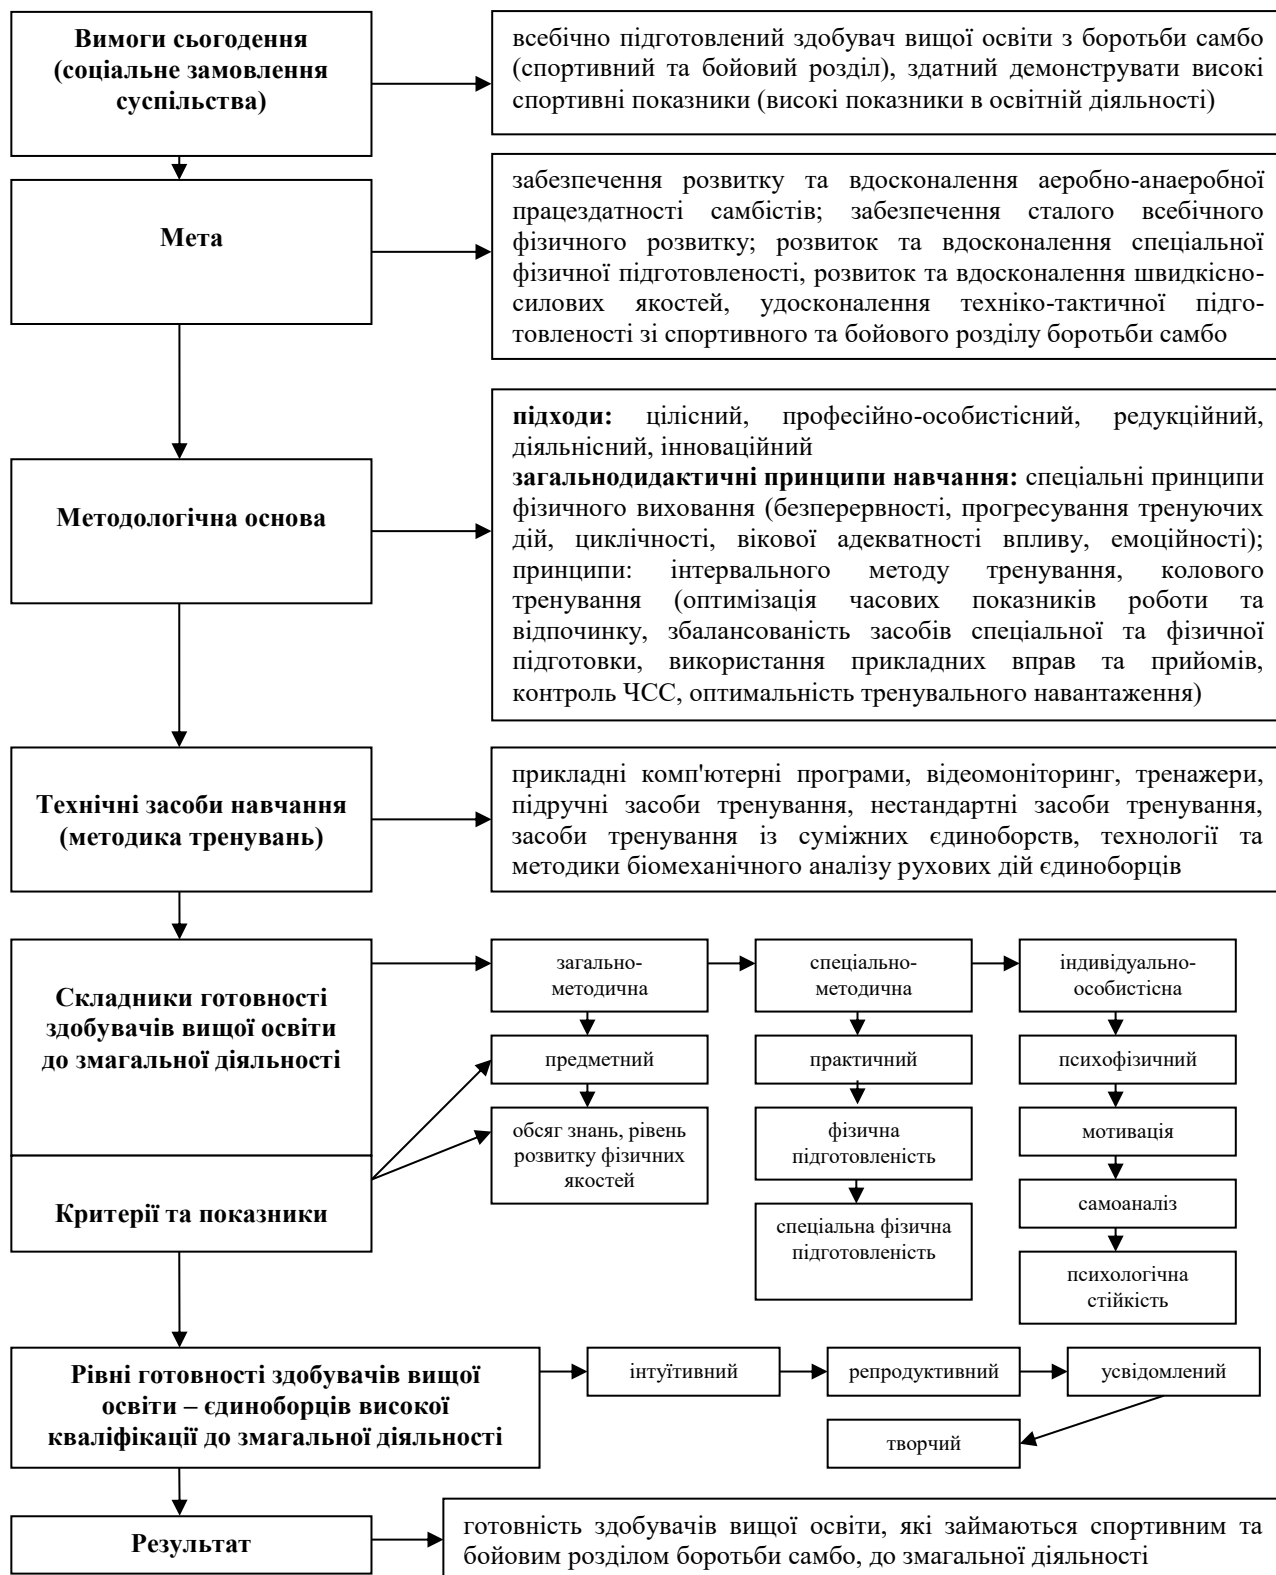 Вимоги сьогодення
(соціальне замовлення
суспільства)
всебічно підготовлений здобувач вищої освіти з боротьби самбо
(спортивний та бойовий розділ), здатний демонструвати високі
спортивні показники (високі показники в освітній діяльності)
Мета
забезпечення розвитку та вдосконалення аеробно-анаеробної
працездатності самбістів; забезпечення сталого всебічного
фізичного розвитку; розвиток та вдосконалення спеціальної
фізичної підготовленості, розвиток та вдосконалення швидкісно-
силових якостей, удосконалення техніко-тактичної підго-
товленості зі спортивного та бойового розділу боротьби самбо
Методологічна основа
підходи: цілісний, професійно-особистісний, редукційний,
діяльнісний, інноваційний
загальнодидактичні принципи навчання: спеціальні принципи
фізичного виховання (безперервності, прогресування тренуючих
дій, циклічності, вікової адекватності впливу, емоційності);
принципи: інтервального методу тренування, колового
тренування (оптимізація часових показників роботи та
відпочинку, збалансованість засобів спеціальної та фізичної
підготовки, використання прикладних вправ та прийомів,
контроль ЧСС, оптимальність тренувального навантаження)
Технічні засоби навчання
(методика тренувань)
прикладні комп'ютерні програми, відеомоніторинг, тренажери,
підручні засоби тренування, нестандартні засоби тренування,
засоби тренування із суміжних єдиноборств, технології та
методики біомеханічного аналізу рухових дій єдиноборців
Складники готовності
здобувачів вищої освіти
до змагальної діяльності
Критерії та показники
загально-
методична
предметний
обсяг знань, рівень
розвитку фізичних
якостей
спеціально-
методична
практичний
фізична
підготовленість
спеціальна фізична
підготовленість
індивідуально-
особистісна
психофізичний
мотивація
самоаналіз
психологічна
стійкість
Рівні готовності здобувачів вищої
освіти – єдиноборців високої
кваліфікації до змагальної діяльності
інтуїтивний
репродуктивний
усвідомлений
творчий
Результат
готовність здобувачів вищої освіти, які займаються спортивним та
бойовим розділом боротьби самбо, до змагальної діяльності